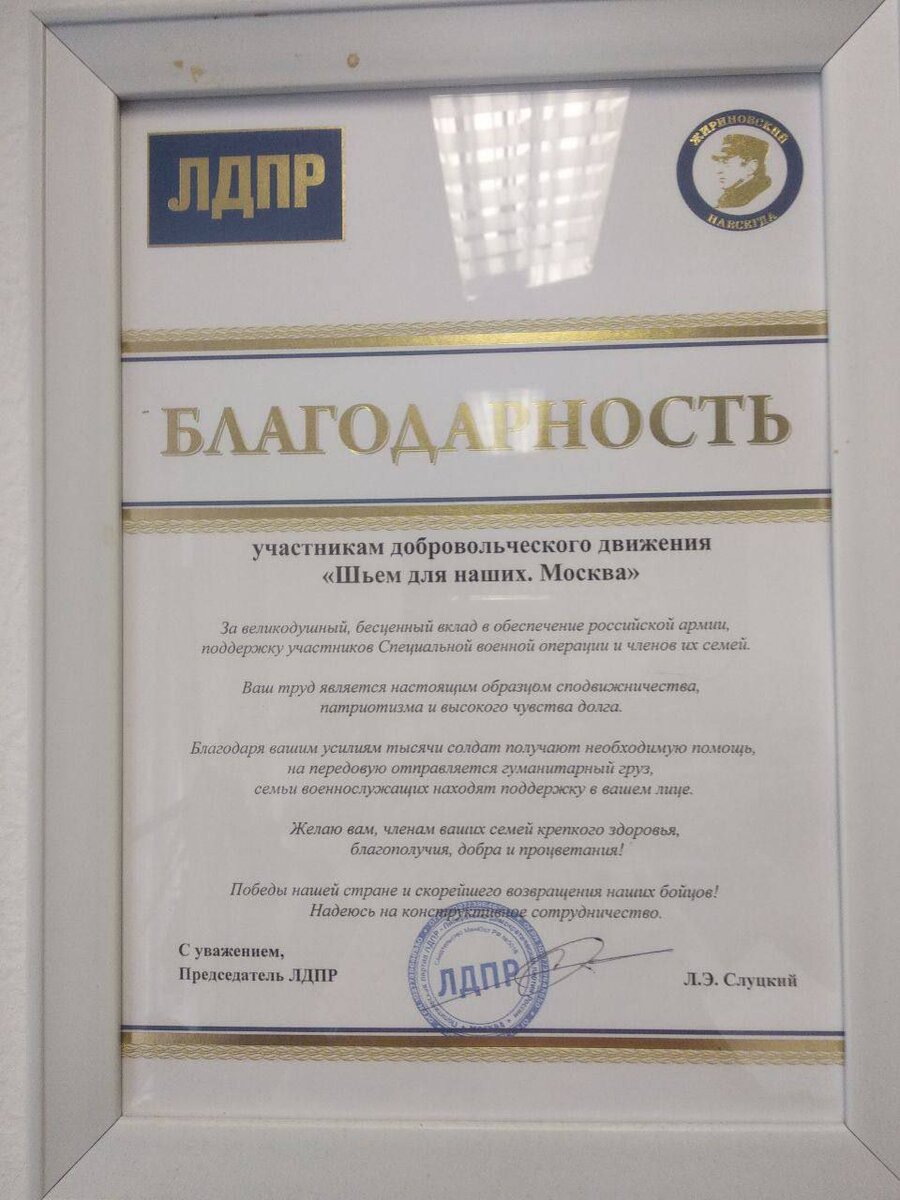 ЛДПР
ЖИРИНОВСКИЙ
НАВСЕГДА
БЛАГОДАРНОСТЬ
участникам добровольческого движения
«Шьем для наших. Москва»
За великодушный, бесценный вклад в обеспечение российской армии,
поддержку участников Специальной военной операции и членов их семей.
Ваш труд является настоящим образцом сподвижничества,
патриотизма и высокого чувства долга.
Благодаря вашим усилиям тысячи солдат получают необходимую помощь,
на передовую отправляется гуманитарный груз,
семьи военнослужащих находят поддержку в вашем лице.
Желаю вам, членам ваших семей крепкого здоровья,
благополучия, добра и процветания!
Победы нашей стране и скорейшего возвращения наших бойцов!
Надеюсь на конструктивное сотрудничество.
С уважением,
Председатель ЛДПР
ЛДПР
МОСКВА
Л.Э. Слуцкий